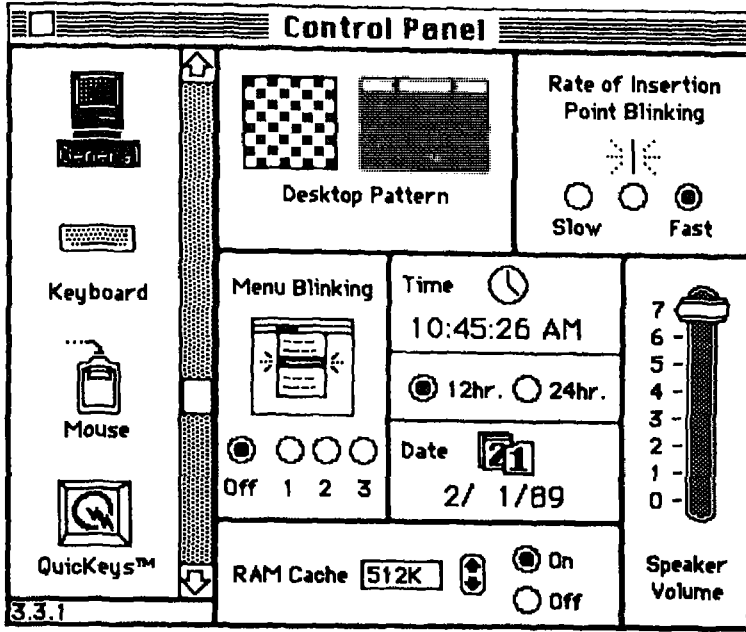 Control Panel
General
Keyboard
Mouse
QuicKeys™
3.3.1
Desktop Pattern
Rate of Insertion
Point Blinking
Slow
Fast
Menu Blinking
Off 1 2 3
Time
10:45:26 AM
12hr. 24hr.
Date
21
2/ 1/89
RAM Cache 512K
On
Off
7
6
5
4
3
2
1
0
Speaker
Volume